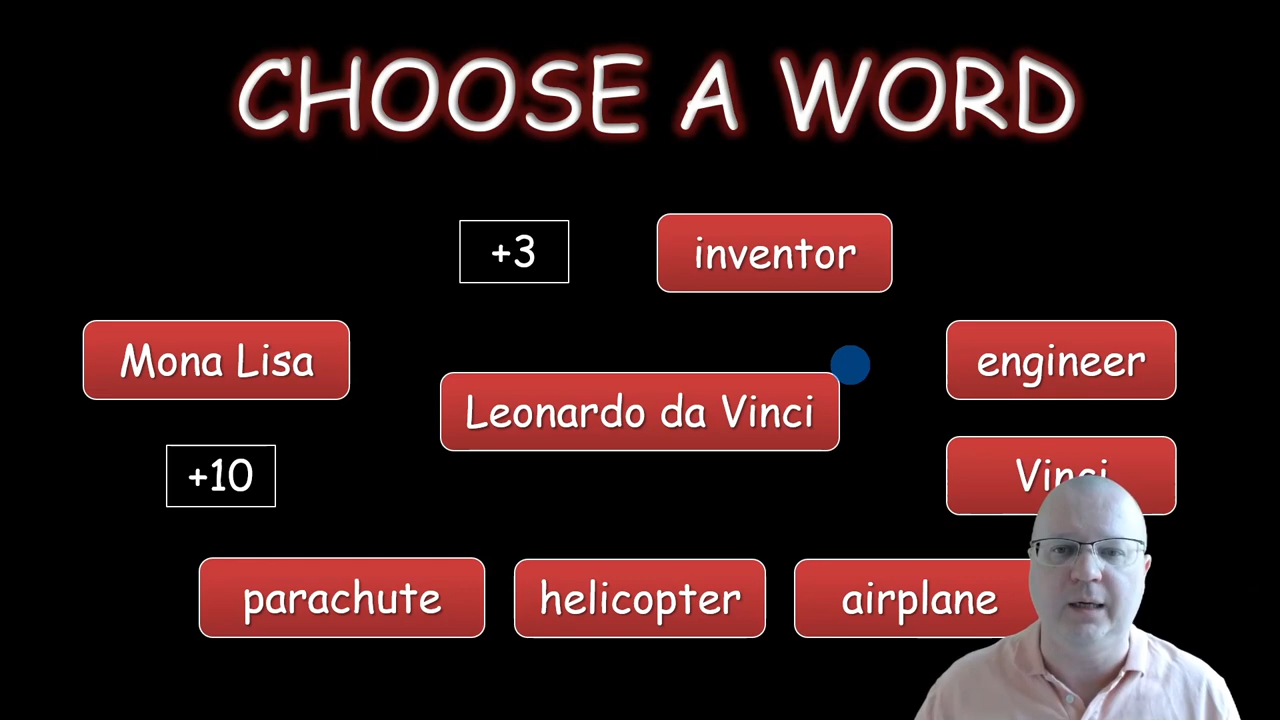 CHOOSE A WORD
+3
inventor
Mona Lisa
engineer
Leonardo da Vinci
+10
Vinci
parachute
helicopter
airplane